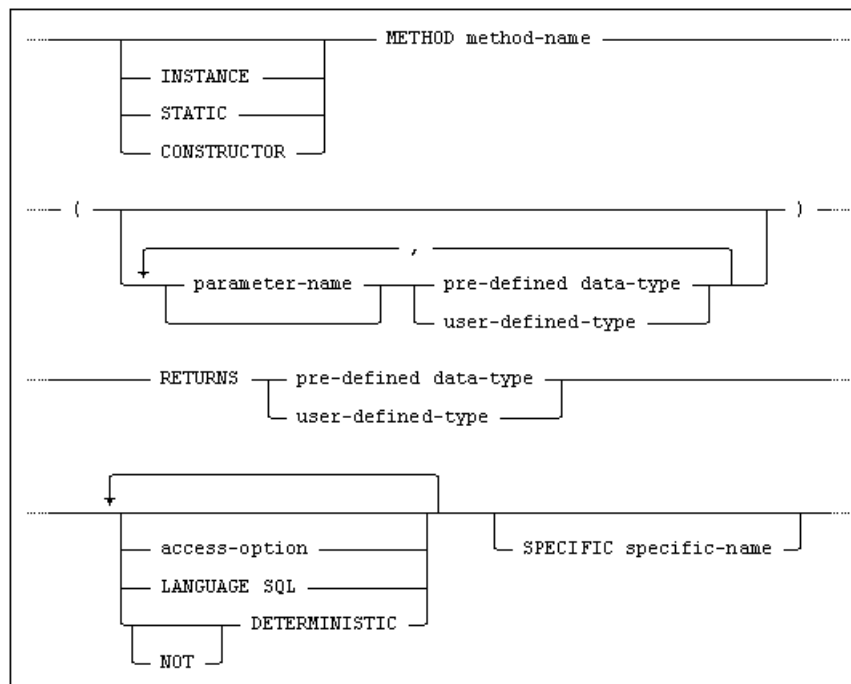 METHOD method-name
INSTANCE
STATIC
CONSTRUCTOR
( )
,
parameter-name pre-defined data-type
user-defined-type
RETURNS pre-defined data-type
user-defined-type
access-option
SPECIFIC specific-name
LANGUAGE SQL
DETERMINISTIC
NOT